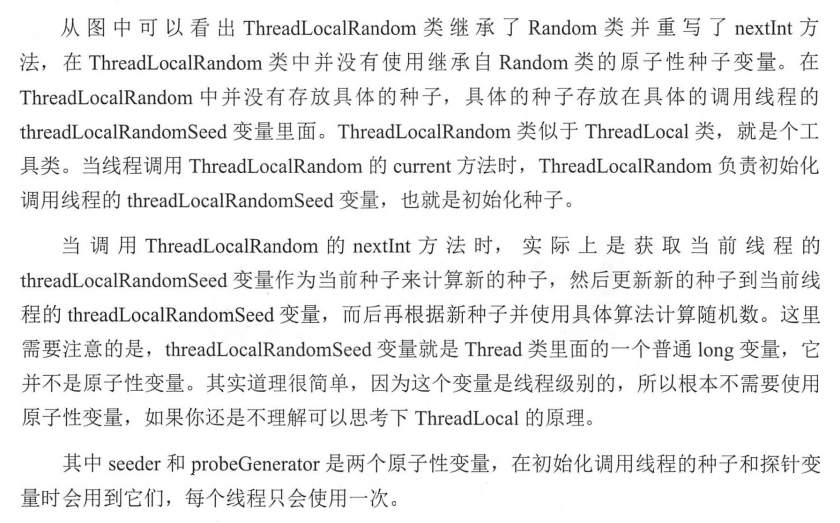 从图中可以看出 ThreadLocalRandom 类继承了 Random 类并重写了 nextInt 方
法，在 ThreadLocalRandom 类中并没有使用继承自 Random 类的原子性种子变量。在
ThreadLocalRandom 中并没有存放具体的种子，具体的种子存放在具体的调用线程的
threadLocalRandomSeed 变量里面。ThreadLocalRandom 类似于 ThreadLocal 类，就是个工
具类。当线程调用 ThreadLocalRandom 的 current 方法时，ThreadLocalRandom 负责初始化
调用线程的 threadLocalRandomSeed 变量，也就是初始化种子。
当调用 ThreadLocalRandom 的 nextInt 方法时，实际上是获取当前线程的
threadLocalRandomSeed 变量作为当前种子来计算新的种子，然后更新新的种子到当前线
程的 threadLocalRandomSeed 变量，而后再根据新种子并使用具体算法计算随机数。这里
需要注意的是，threadLocalRandomSeed 变量就是 Thread 类里面的一个普通 long 变量，它
并不是原子性变量。其实道理很简单，因为这个变量是线程级别的，所以根本不需要使用
原子性变量，如果你还是不理解可以思考下 ThreadLocal 的原理。
其中 seeder 和 probeGenerator 是两个原子性变量，在初始化调用线程的种子和探针变
量时会用到它们，每个线程只会使用一次。